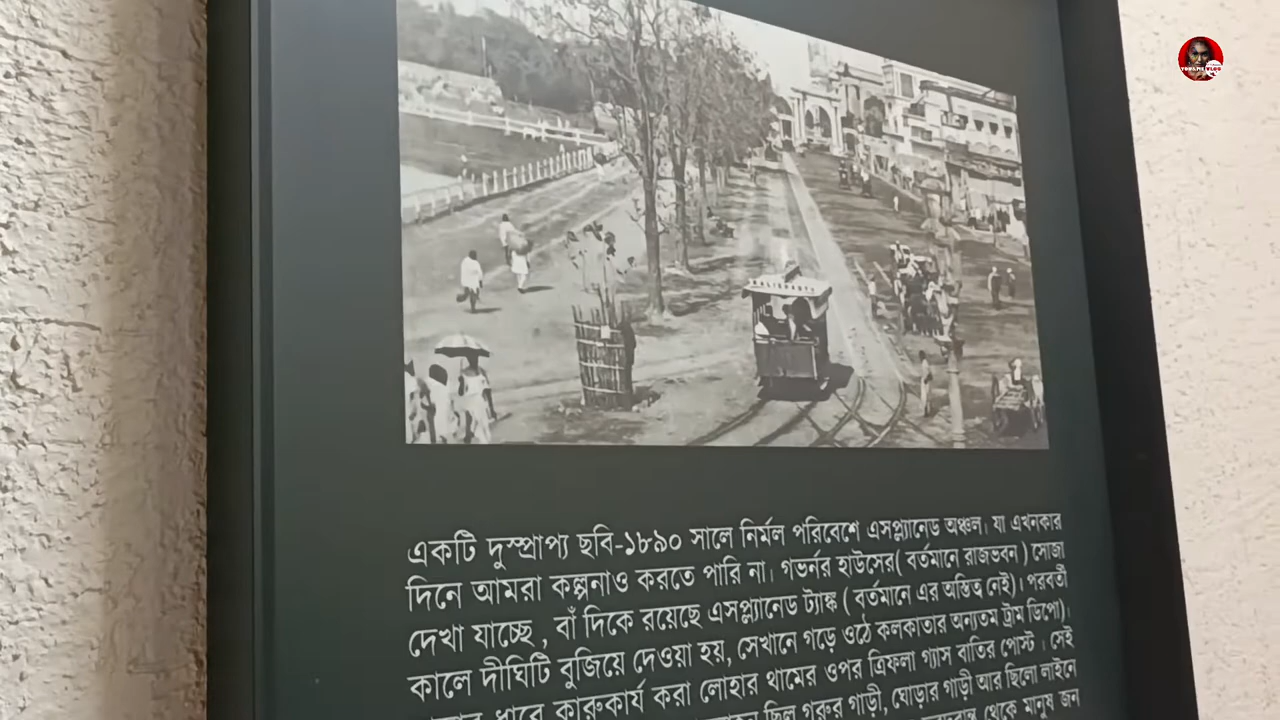 KALIGHAT
একটি দুস্প্রাপ্য ছবি-১৮৯০ সালে নির্মল পরিবেশে এসপ্ল্যানেড অঞ্চল। যা এখনকার
দিনে আমরা কল্পনাও করতে পারি না। গভর্নর হাউসের( বর্তমানে রাজভবন ) সোজা
দেখা যাচ্ছে , বাঁ দিকে রয়েছে এসপ্ল্যানেড ট্যাঙ্ক ( বর্তমানে এর অস্তিত্ব নেই)। পরবর্তী
কালে দীঘিটি বুজিয়ে দেওয়া হয়, সেখানে গড়ে ওঠে কলকাতার অন্যতম ট্রাম ডিপো)।
ধারে কারুকার্য করা লোহার থামের ওপর ত্রিফলা গ্যাস বাতির পোস্ট । সেই
ছিল গরুর গাড়ী, ঘোড়ার গাড়ী আর ছিলো লাইনে
থেকে মানুষ জন